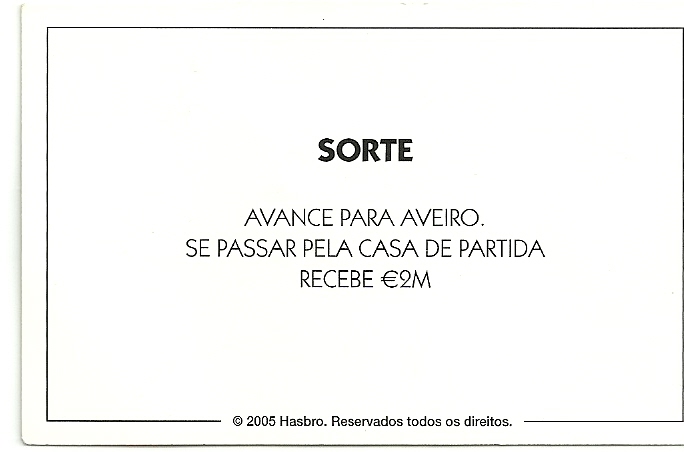 SORTE
AVANCE PARA AVEIRO.
SE PASSAR PELA CASA DE PARTIDA
RECEBE €2M
© 2005 Hasbro. Reservados todos os direitos.